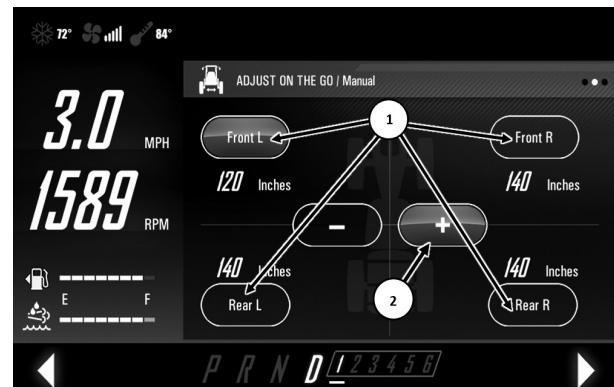 72° 84°
ADJUST ON THE GO / Manual
3.0 MPH
1589 RPM
1
Front L
Front R
120 Inches
140 Inches
- +
140 Inches
140 Inches
2
Rear L
Rear R
E F
P R N D 1 2 3 4 5 6